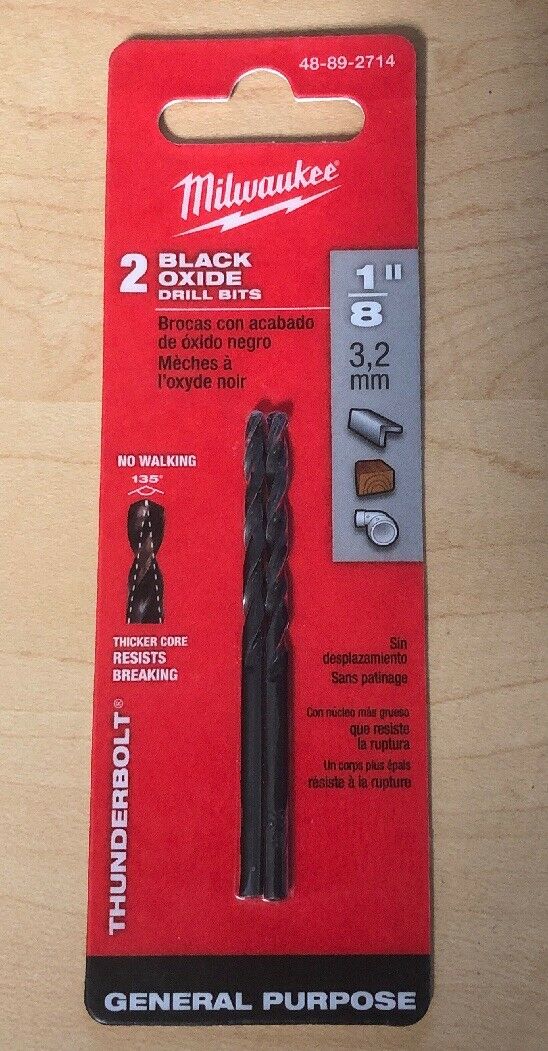 48-89-2714
Milwaukee®
2 BLACK
OXIDE
DRILL BITS
Brocas con acabado
de óxido negro
Mèches à
l'oxyde noir
1/8"
3,2
mm
NO WALKING
135°
THICKER CORE
RESISTS
BREAKING
Sin
desplazamiento
Sans patinage
Con núcleo más grueso
que resiste
la ruptura
Un corps plus épais
résiste à la rupture
THUNDERBOLT®
GENERAL PURPOSE